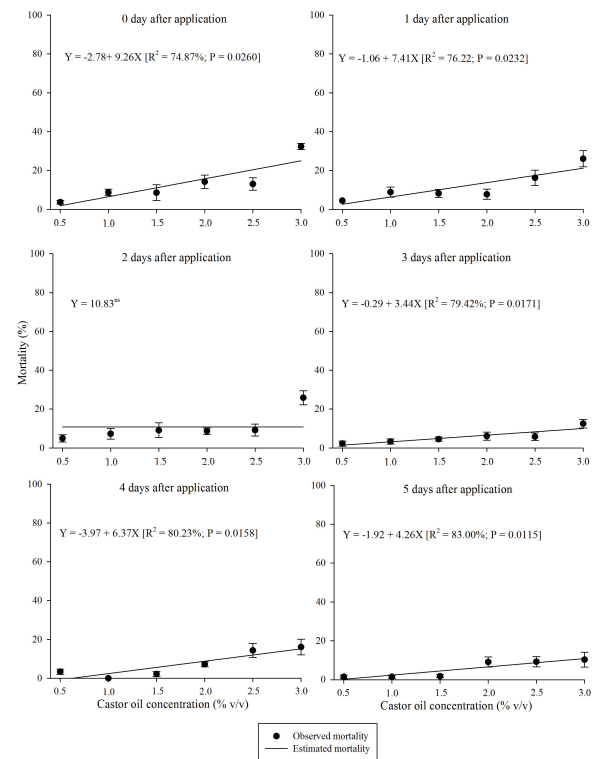 0 day after application
Y = -2.78+ 9.26X [R² = 74.87%; P = 0.0260]
100
80
60
40
20
0
0.5 1.0 1.5 2.0 2.5 3.0
1 day after application
Y = -1.06 + 7.41X [R² = 76.22; P = 0.0232]
100
80
60
40
20
0
0.5 1.0 1.5 2.0 2.5 3.0
Mortality (%)
2 days after application
Y = 10.83ⁿˢ
100
80
60
40
20
0
0.5 1.0 1.5 2.0 2.5 3.0
3 days after application
Y = -0.29 + 3.44X [R² = 79.42%; P = 0.0171]
100
80
60
40
20
0
0.5 1.0 1.5 2.0 2.5 3.0
4 days after application
Y = -3.97 + 6.37X [R² = 80.23%; P = 0.0158]
100
80
60
40
20
0
0.5 1.0 1.5 2.0 2.5 3.0
Castor oil concentration (% v/v)
5 days after application
Y = -1.92 + 4.26X [R² = 83.00%; P = 0.0115]
100
80
60
40
20
0
0.5 1.0 1.5 2.0 2.5 3.0
Castor oil concentration (% v/v)
Observed mortality
Estimated mortality